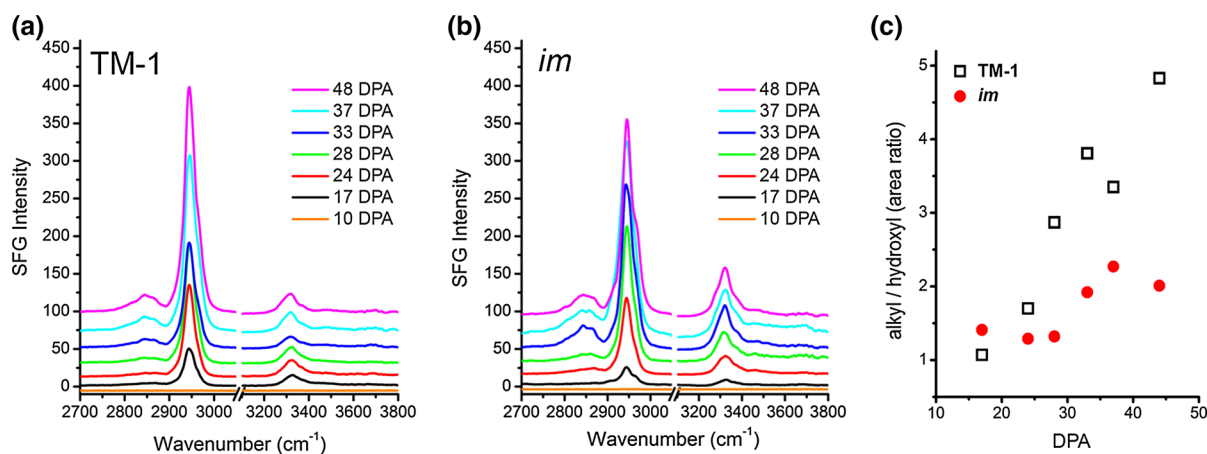 (a)
TM-1
450
400
350
300
250
200
150
100
50
0
SFG Intensity
48 DPA
37 DPA
33 DPA
28 DPA
24 DPA
17 DPA
10 DPA
2700 2900 3000 3200 3400 3600 3800
Wavenumber (cm⁻¹)
(b)
im
450
400
350
300
250
200
150
100
50
0
SFG Intensity
48 DPA
37 DPA
33 DPA
28 DPA
24 DPA
17 DPA
10 DPA
2700 2900 3000 3200 3400 3600 3800
Wavenumber (cm⁻¹)
(c)
5
4
3
2
1
alkyl / hydroxyl (area ratio)
TM-1
im
10 20 30 40 50
DPA